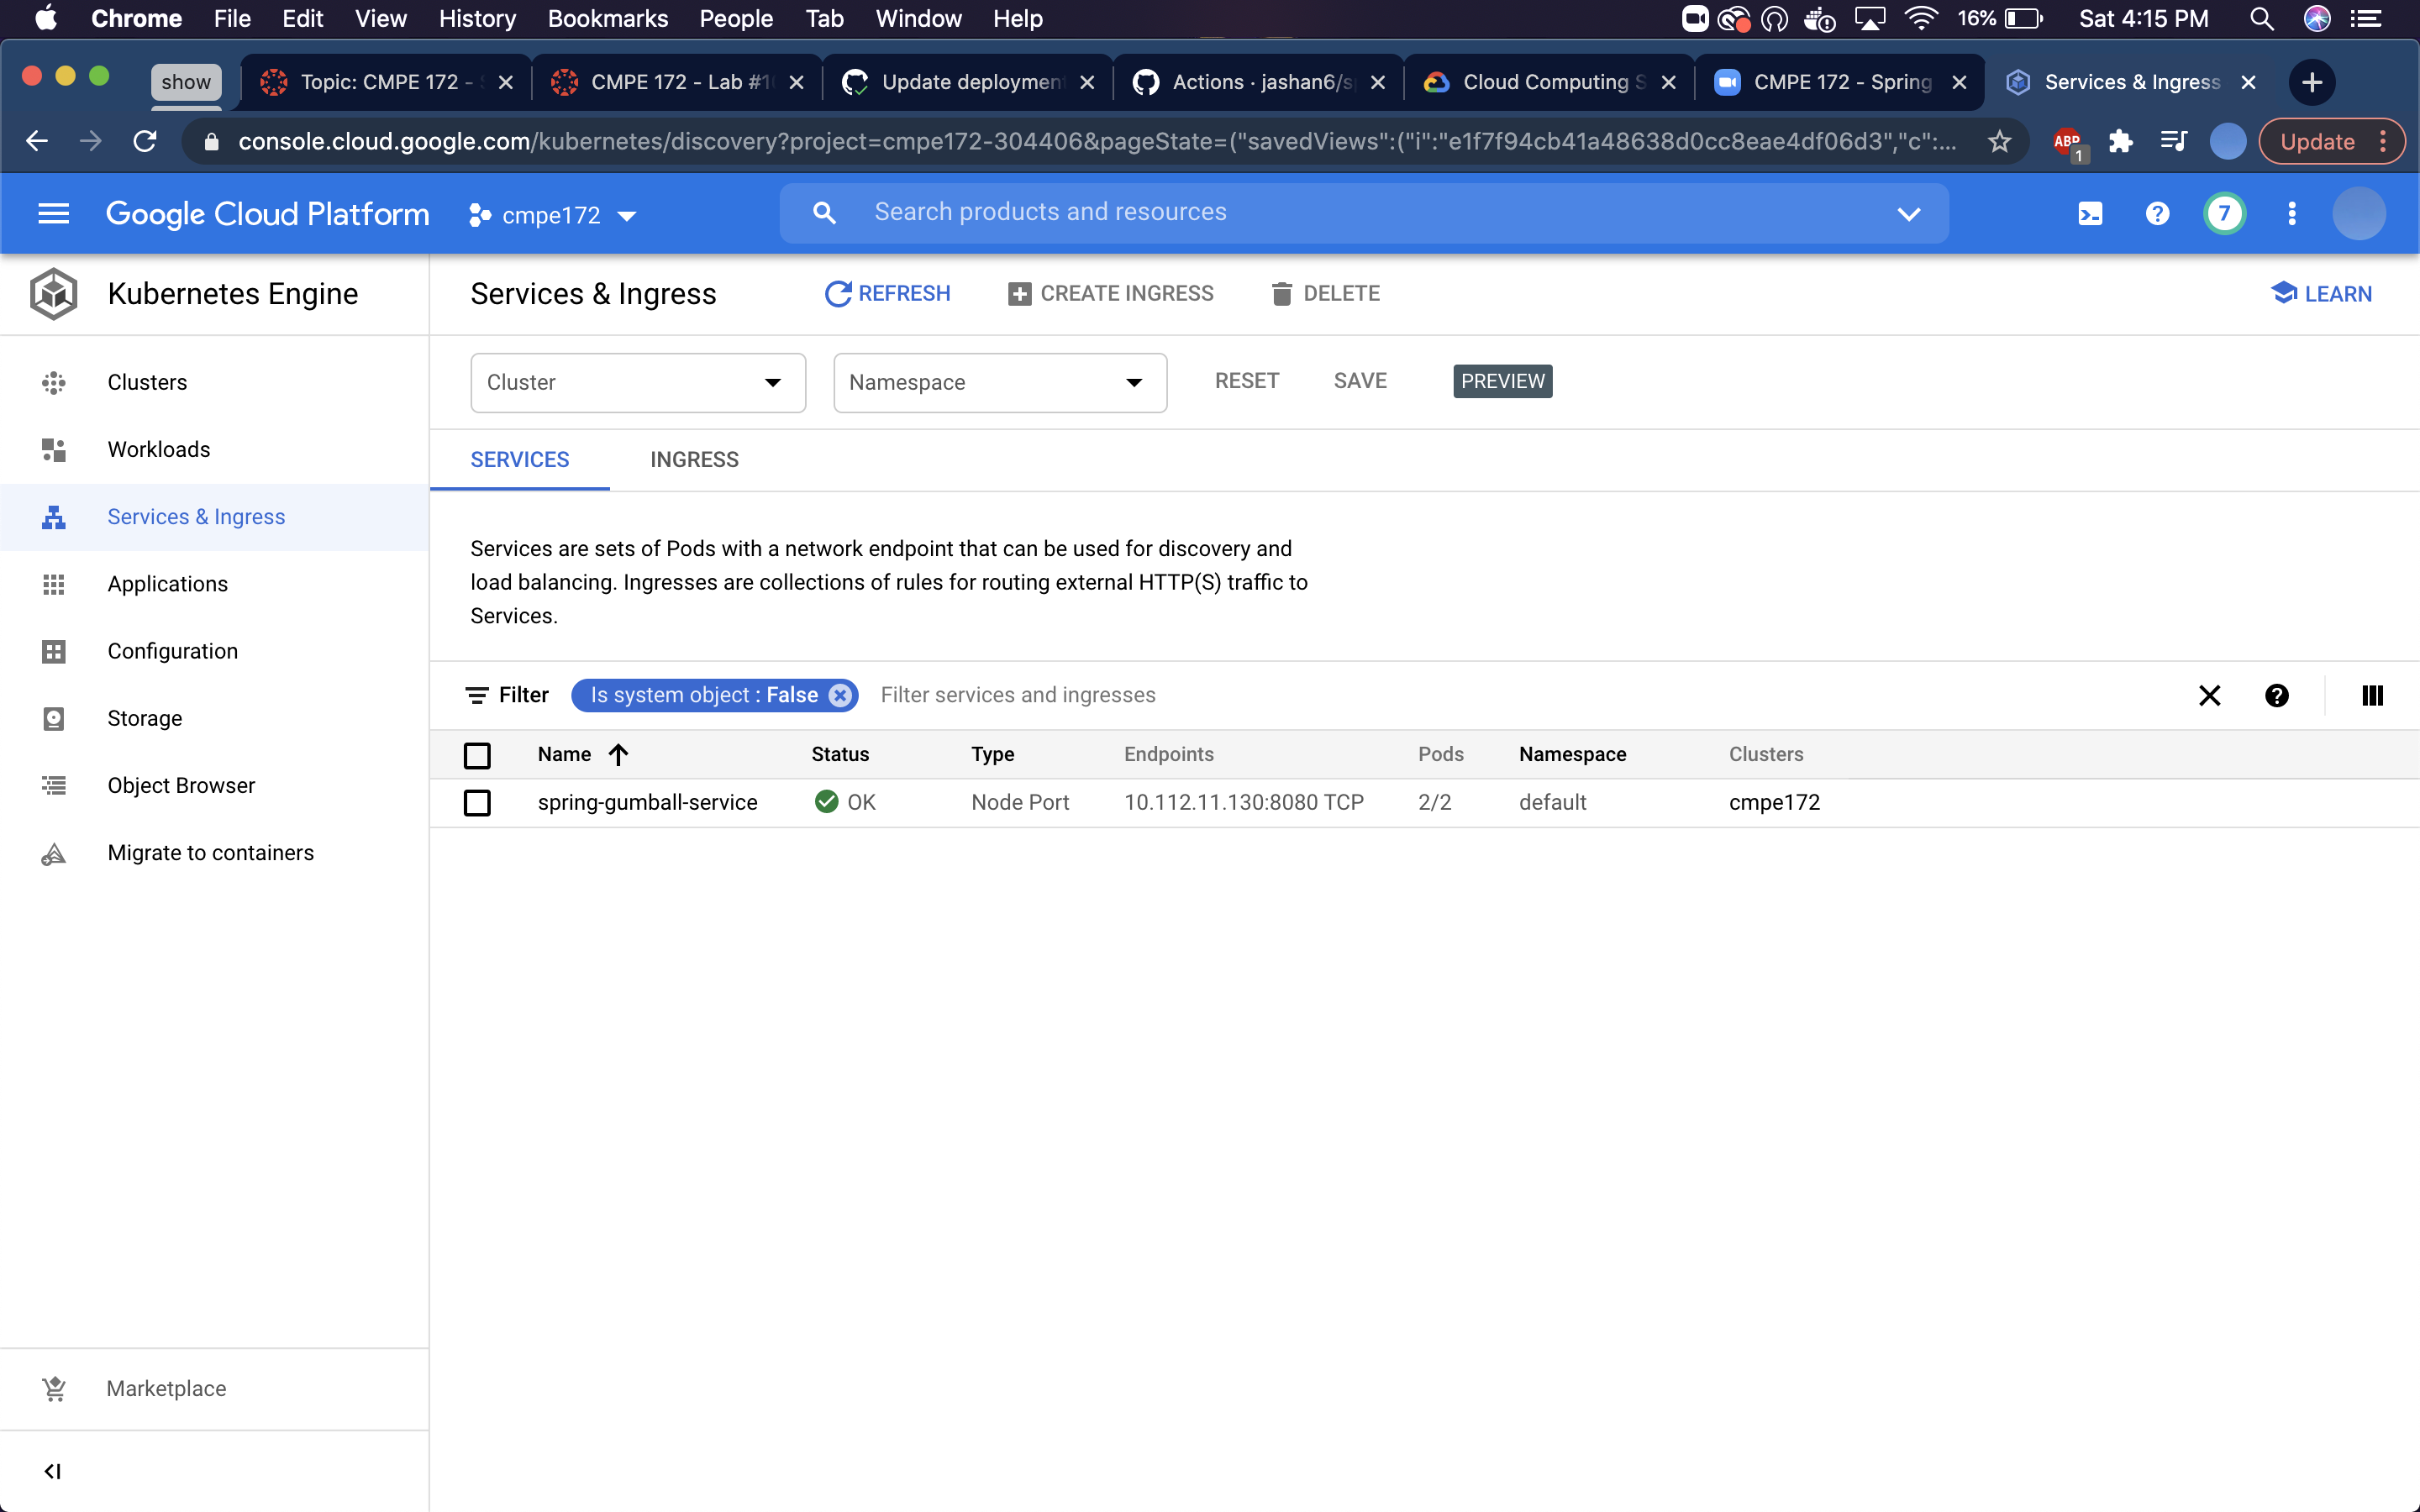 Chrome File Edit View History Bookmarks People Tab Window Help 16% Sat 4:15 PM
show Topic: CMPE 172 - CMPE 172 - Lab #1 Update deploymen Actions · jashan6/s Cloud Computing S CMPE 172 - Spring Services & Ingress
console.cloud.google.com/kubernetes/discovery?project=cmpe172-304406&pageState=("savedViews":("i":"e1f7f94cb41a48638d0cc8eae4df06d3","c":... ABP 1 Update
Google Cloud Platform cmpe172 Search products and resources 7
Kubernetes Engine Services & Ingress REFRESH CREATE INGRESS DELETE LEARN
Clusters
Workloads
Services & Ingress
Applications
Configuration
Storage
Object Browser
Migrate to containers
Marketplace
Cluster Namespace RESET SAVE PREVIEW
SERVICES INGRESS
Services are sets of Pods with a network endpoint that can be used for discovery and
load balancing. Ingresses are collections of rules for routing external HTTP(S) traffic to
Services.
Filter Is system object : False Filter services and ingresses
Name Status Type Endpoints Pods Namespace Clusters
spring-gumball-service OK Node Port 10.112.11.130:8080 TCP 2/2 default cmpe172